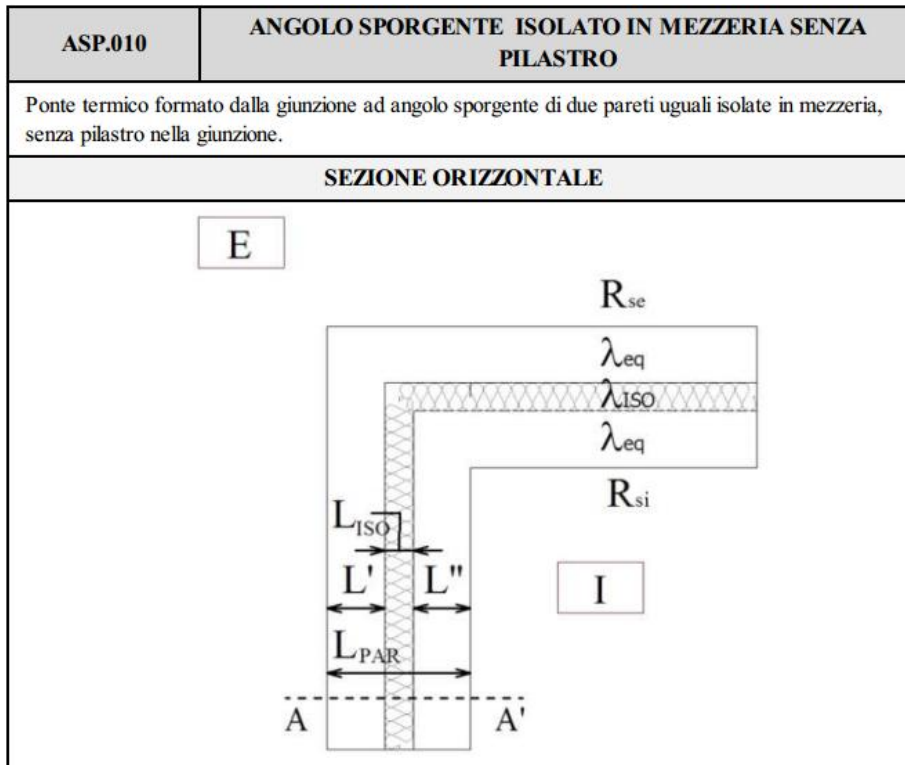 ASP.010
ANGOLO SPORGENTE ISOLATO IN MEZZERIA SENZA
PILASTRO
Ponte termico formato dalla giunzione ad angolo sporgente di due pareti uguali isolate in mezzeria,
senza pilastro nella giunzione.
SEZIONE ORIZZONTALE
E
Rse
λeq
λISO
λeq
Rsi
LISO
L' L"
I
LPAR
A A'